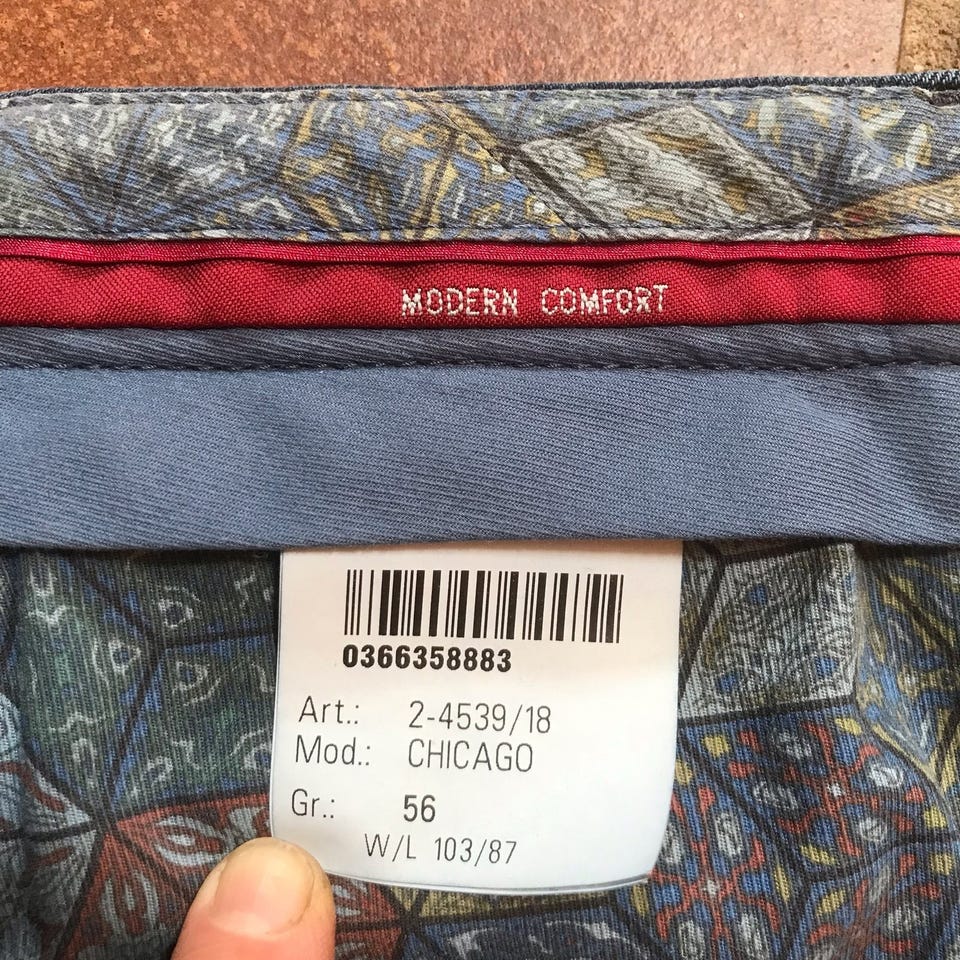 MODERN COMFORT
0366358883
Art.: 2-4539/18
Mod.: CHICAGO
Gr.: 56
W/L 103/87